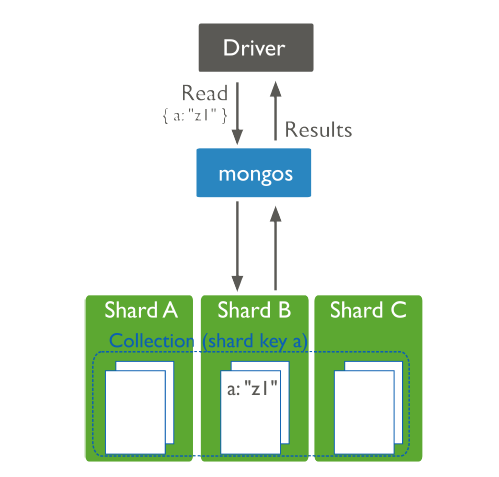 Driver
Read
{ a: "z1" }
Results
mongos
Shard A
Shard B
Shard C
Collection (shard key a)
a: "z1"